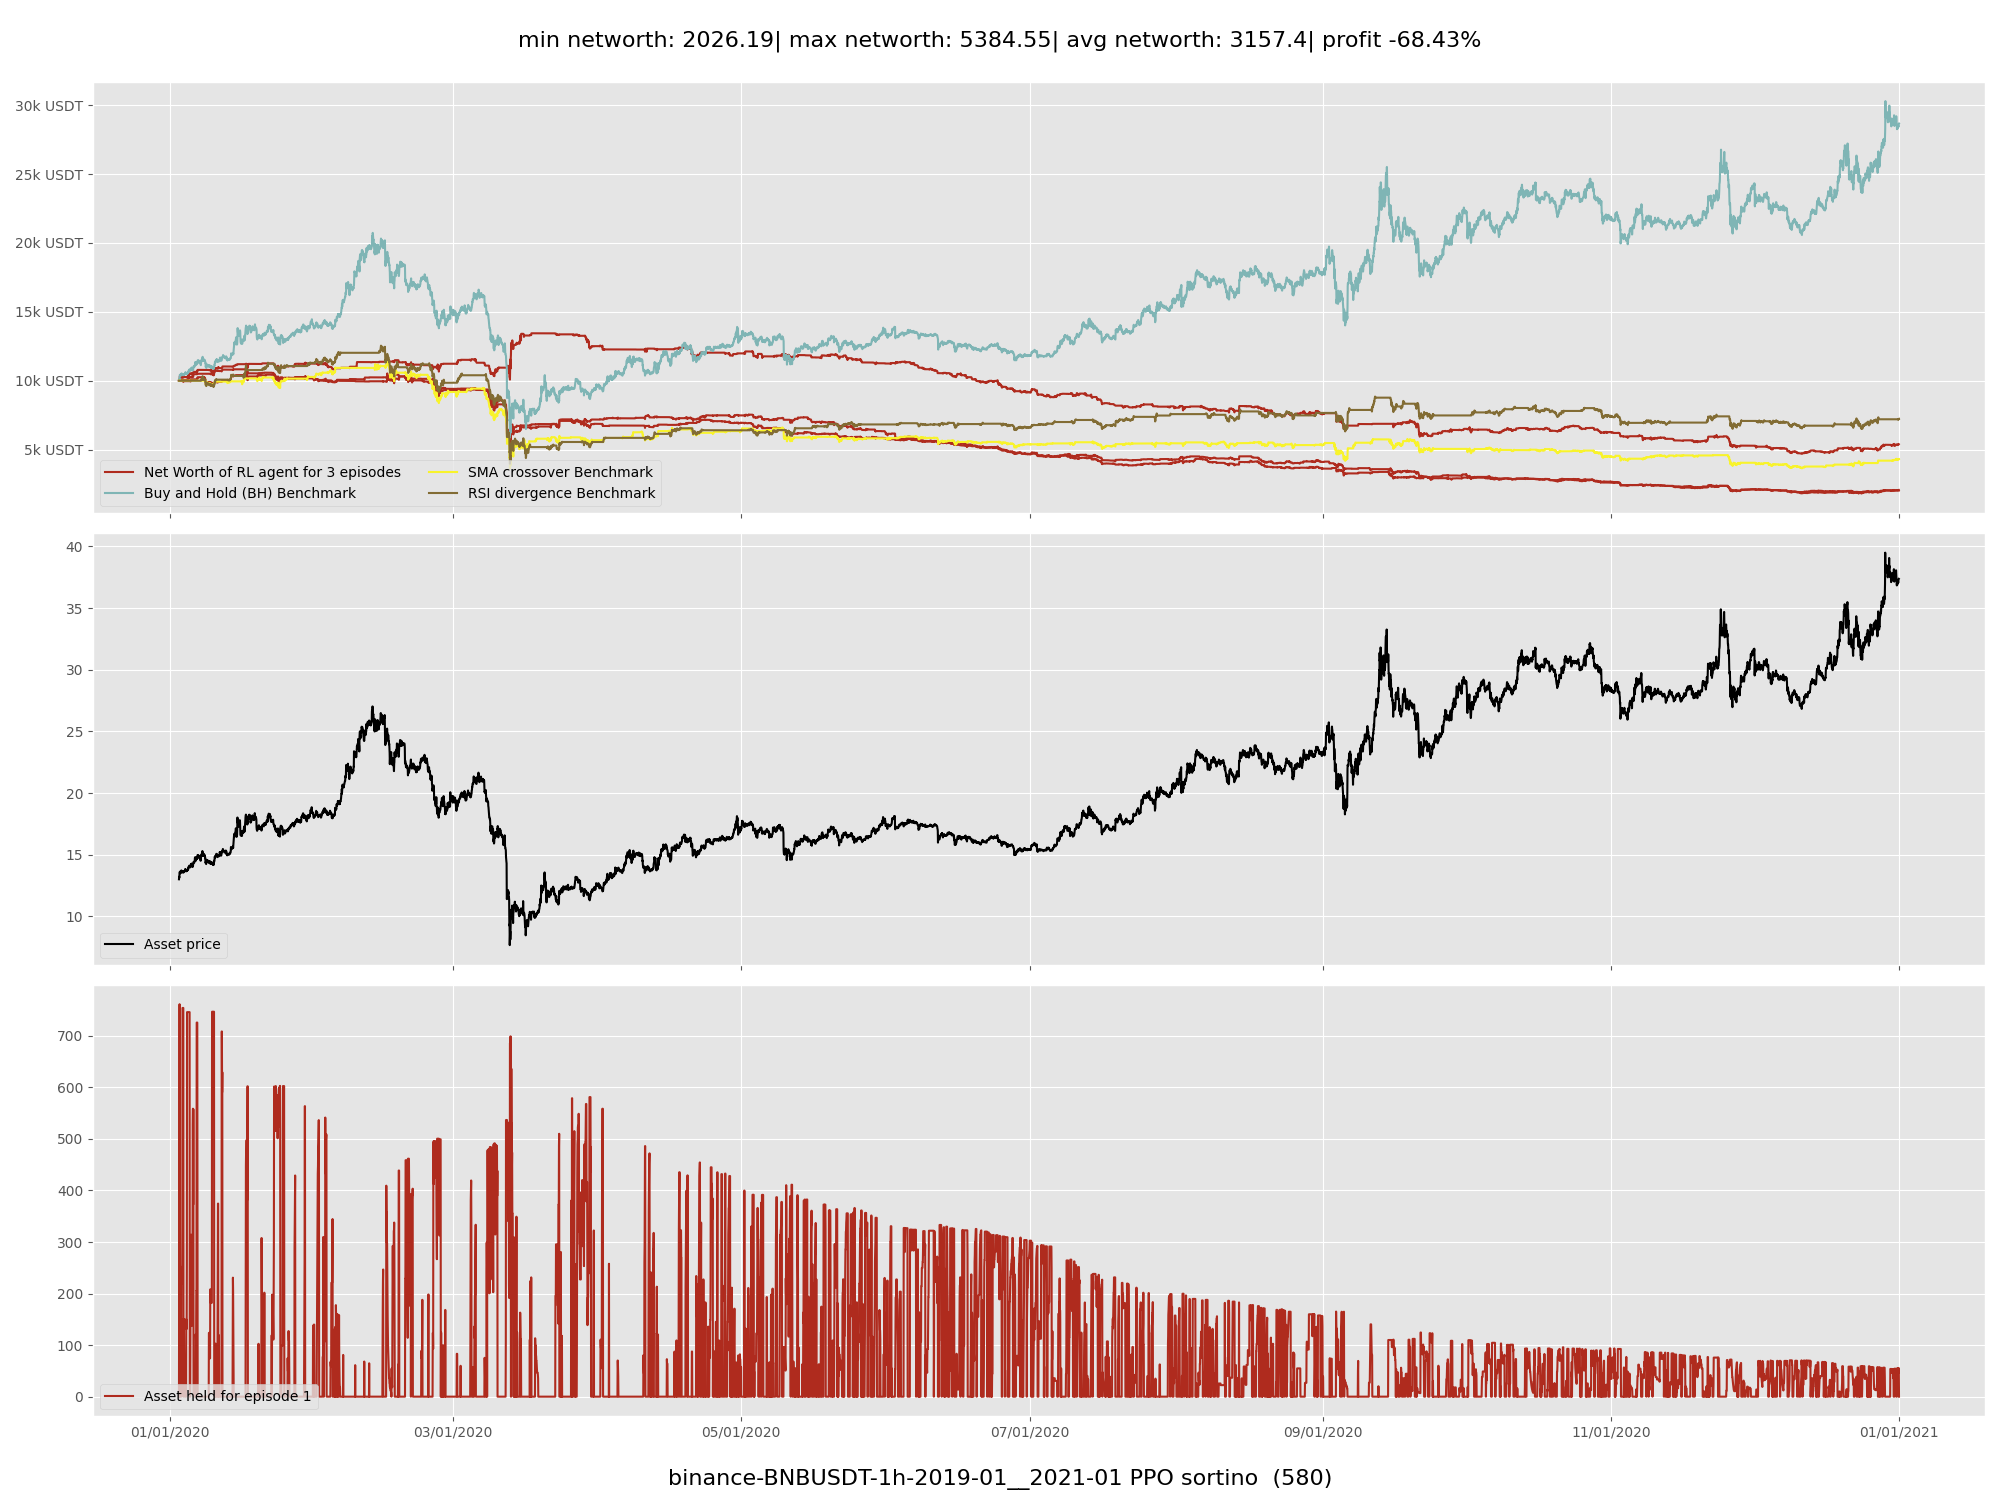 min networth: 2026.19| max networth: 5384.55| avg networth: 3157.4| profit -68.43%
30k USDT
25k USDT
20k USDT
15k USDT
10k USDT
5k USDT
Net Worth of RL agent for 3 episodes
Buy and Hold (BH) Benchmark
SMA crossover Benchmark
RSI divergence Benchmark
40
35
30
25
20
15
10
Asset price
700
600
500
400
300
200
100
0
Asset held for episode 1
01/01/2020 03/01/2020 05/01/2020 07/01/2020 09/01/2020 11/01/2020 01/01/2021
binance-BNBUSDT-1h-2019-01__2021-01 PPO sortino  (580)